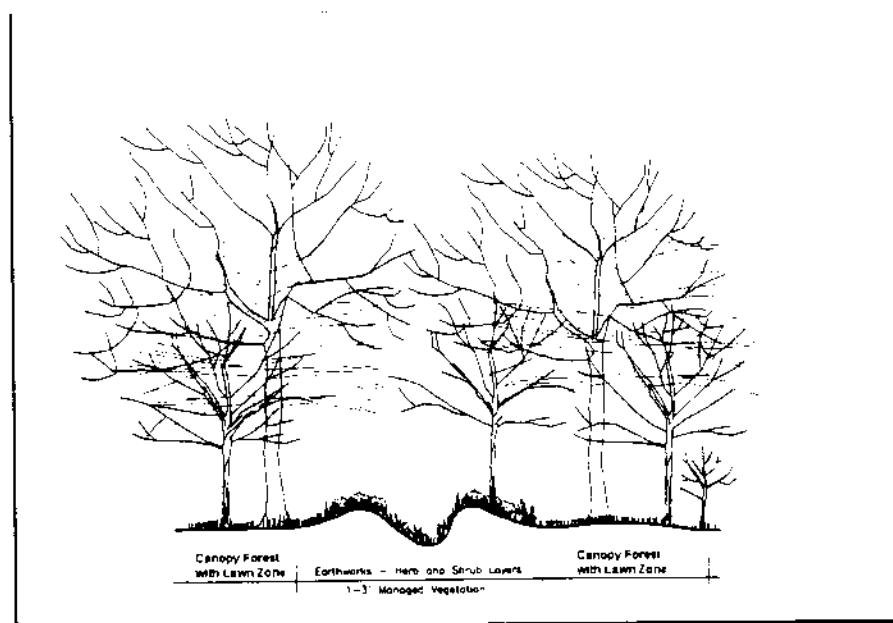 Canopy Forest
with Lawn Zone
Earthworks - Herb and Shrub Layers
Canopy Forest
with Lawn Zone
1-3' Managed Vegetation